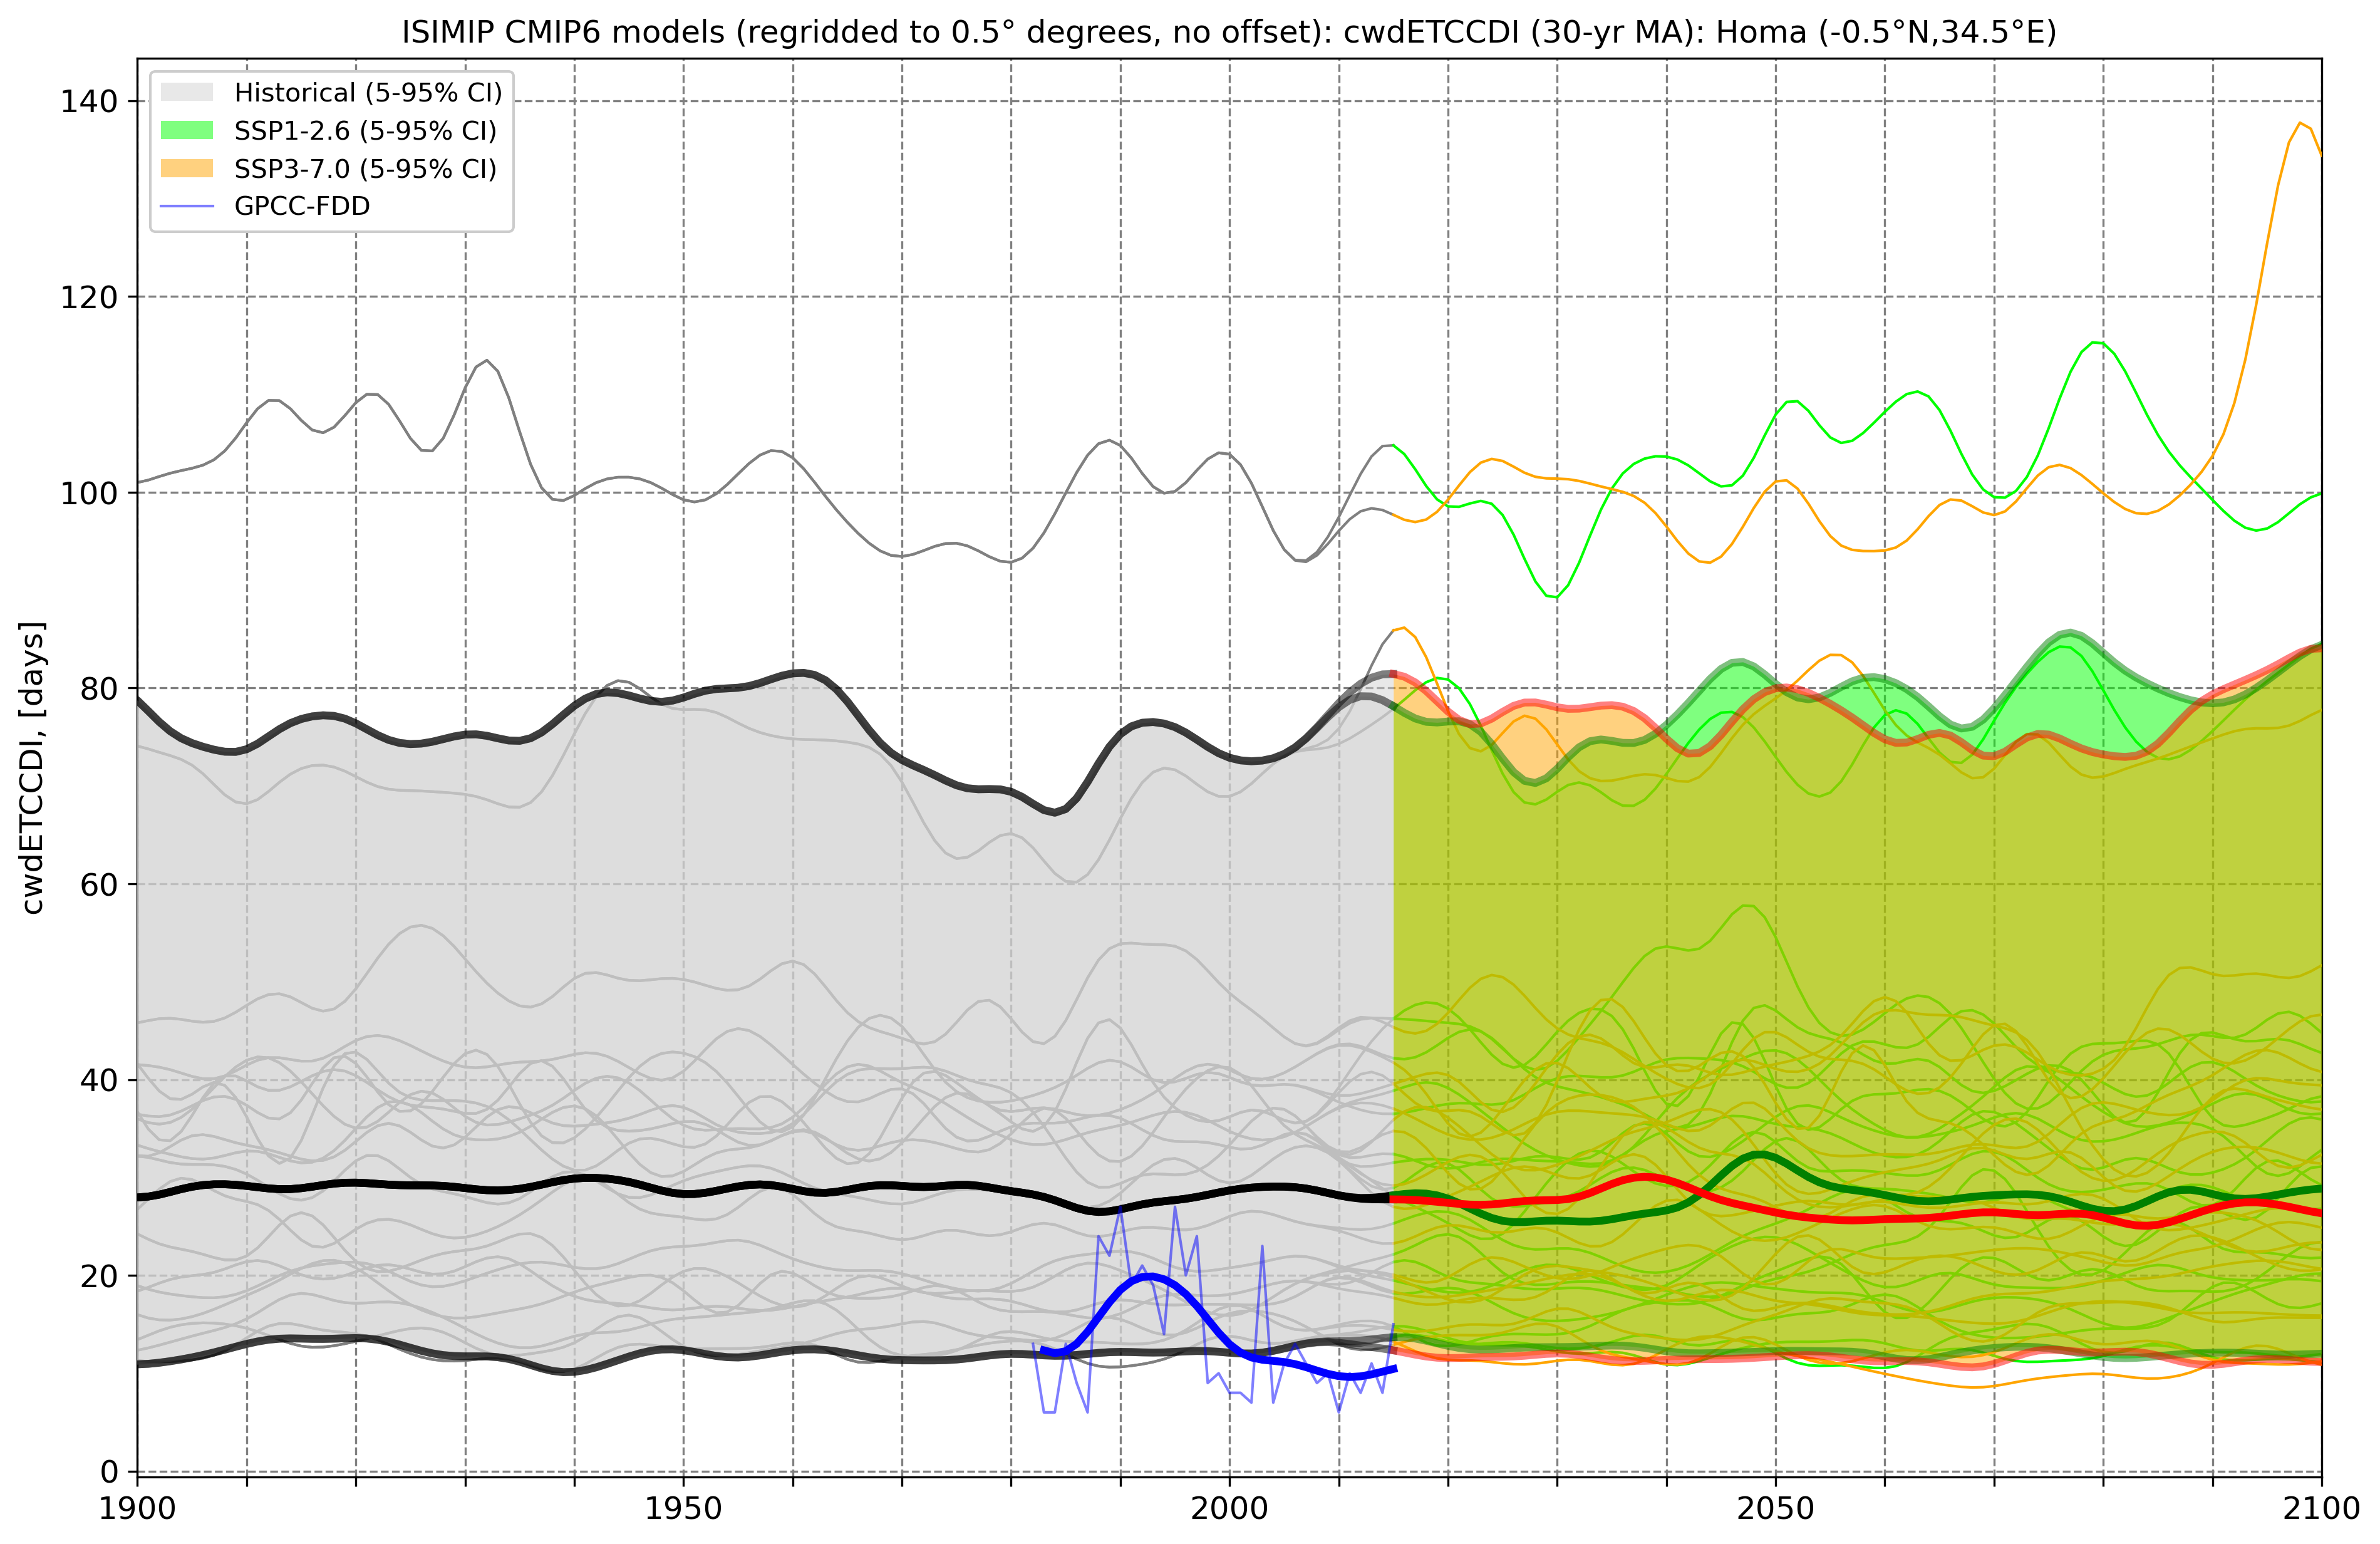 ISIMIP CMIP6 models (regridded to 0.5° degrees, no offset): cwdETCCDI (30-yr MA): Homa (-0.5°N,34.5°E)
Historical (5-95% CI)
SSP1-2.6 (5-95% CI)
SSP3-7.0 (5-95% CI)
GPCC-FDD
cwdETCCDI, [days]
140
120
100
80
60
40
20
0
1900
1950
2000
2050
2100